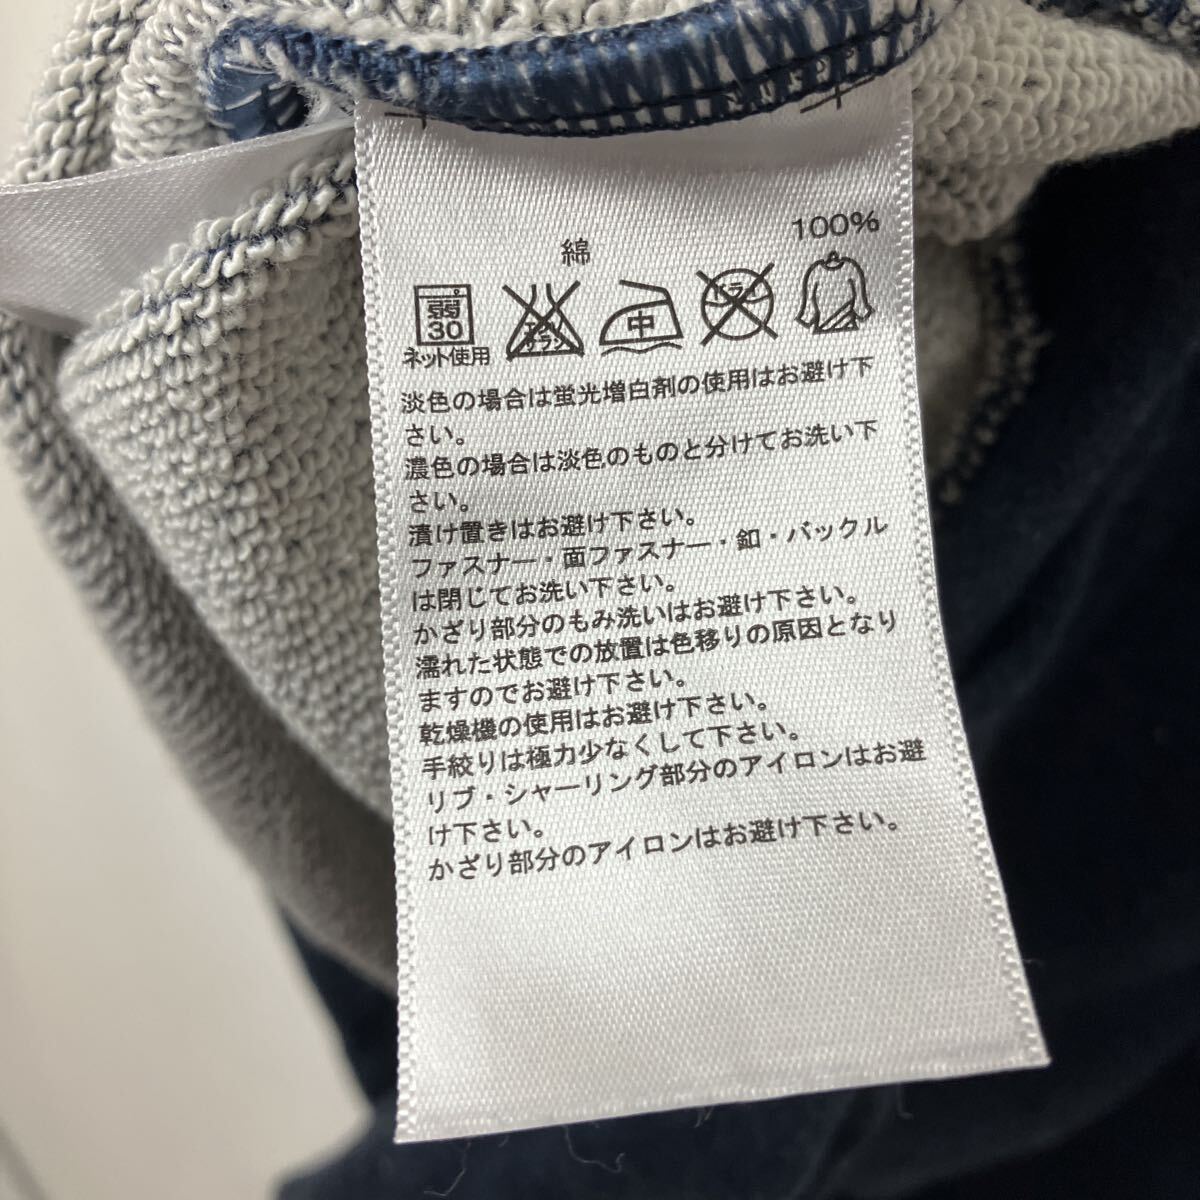 綿 100%
弱 30 エンソ サラシ 中 ドライ
ネット使用
淡色の場合は蛍光増白剤の使用はお避け下
さい。
濃色の場合は淡色のものと分けてお洗い下
さい。
漬け置きはお避け下さい。
ファスナー・面ファスナー・釦・バックル
は閉じてお洗い下さい。
かざり部分のもみ洗いはお避け下さい。
濡れた状態での放置は色移りの原因となり
ますのでお避け下さい。
乾燥機の使用はお避け下さい。
手絞りは極力少なくして下さい。
リブ・シャーリング部分のアイロンはお避
け下さい。
かざり部分のアイロンはお避け下さい。